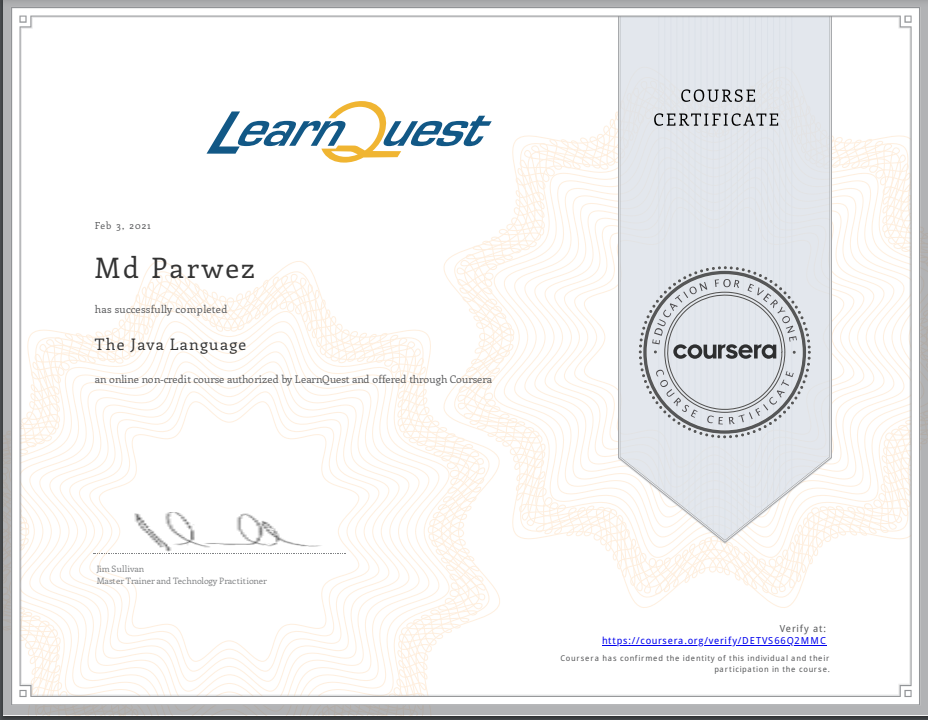 LearnQuest
COURSE
CERTIFICATE
Feb 3, 2021
Md Parwez
has successfully completed
The Java Language
an online non-credit course authorized by LearnQuest and offered through Coursera
EDUCATION FOR EVERYONE
coursera
COURSE CERTIFICATE
Jim Sullivan
Master Trainer and Technology Practitioner
Verify at:
https://coursera.org/verify/DETVS66Q2MMC
Coursera has confirmed the identity of this individual and their
participation in the course.